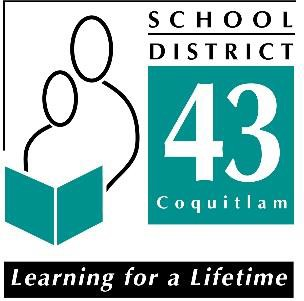 SCHOOL
DISTRICT
43
Coquitlam
Learning for a Lifetime